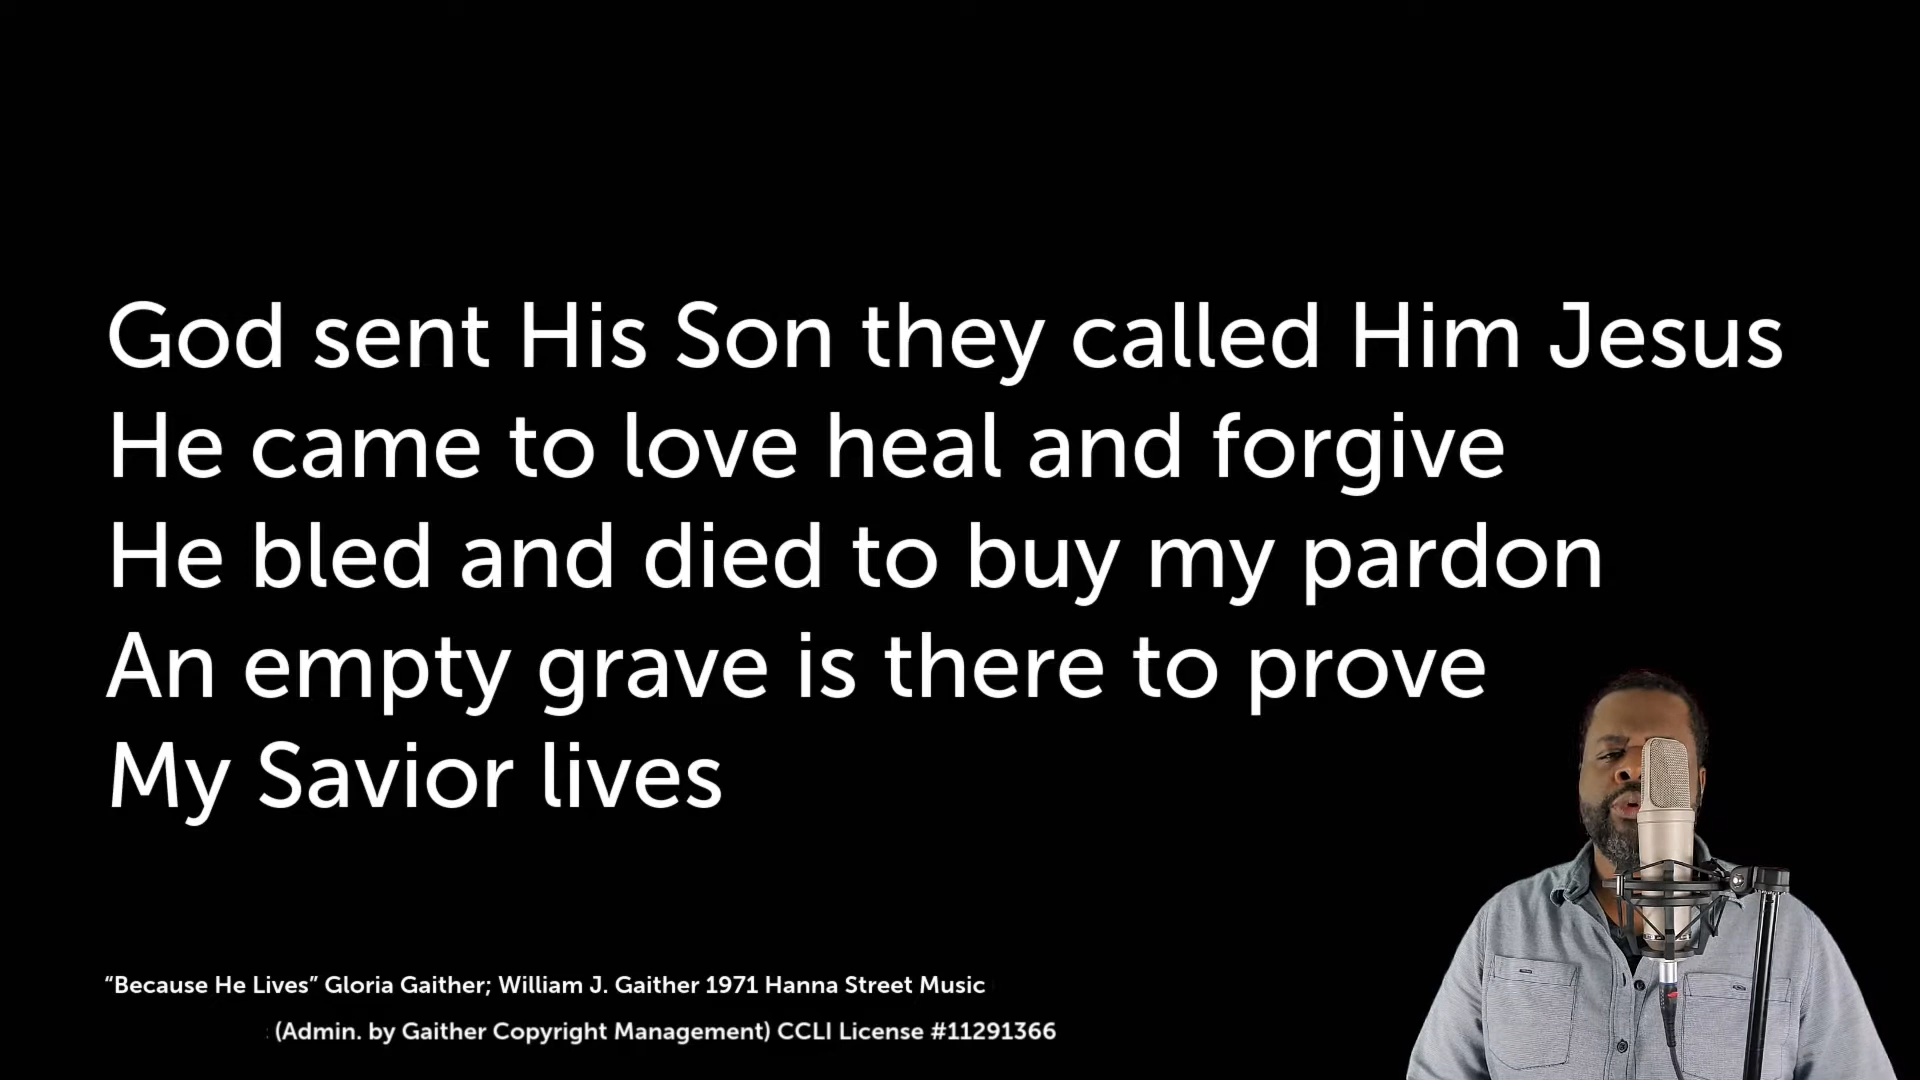 God sent His Son they called Him Jesus
He came to love heal and forgive
He bled and died to buy my pardon
An empty grave is there to prove
My Savior lives
“Because He Lives” Gloria Gaither; William J. Gaither 1971 Hanna Street Music
(Admin. by Gaither Copyright Management) CCLI License #11291366